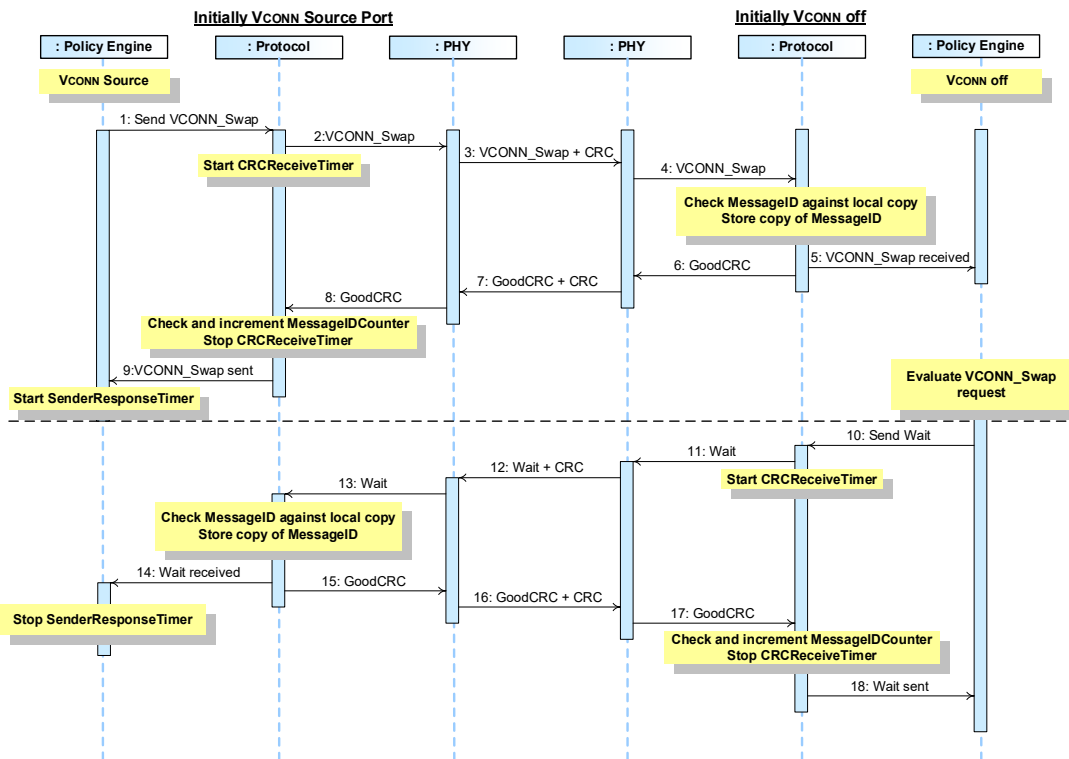 Initially VCONN Source Port
Initially VCONN off
: Policy Engine
: Protocol
: PHY
: PHY
: Protocol
: Policy Engine
VCONN Source
VCONN off
1: Send VCONN_Swap
2:VCONN_Swap
Start CRCReceiveTimer
3: VCONN_Swap + CRC
4: VCONN_Swap
Check MessageID against local copy
Store copy of MessageID
5: VCONN_Swap received
6: GoodCRC
7: GoodCRC + CRC
8: GoodCRC
Check and increment MessageIDCounter
Stop CRCReceiveTimer
9:VCONN_Swap sent
Start SenderResponseTimer
Evaluate VCONN_Swap
request
10: Send Wait
11: Wait
Start CRCReceiveTimer
12: Wait + CRC
13: Wait
Check MessageID against local copy
Store copy of MessageID
14: Wait received
15: GoodCRC
Stop SenderResponseTimer
16: GoodCRC + CRC
17: GoodCRC
Check and increment MessageIDCounter
Stop CRCReceiveTimer
18: Wait sent